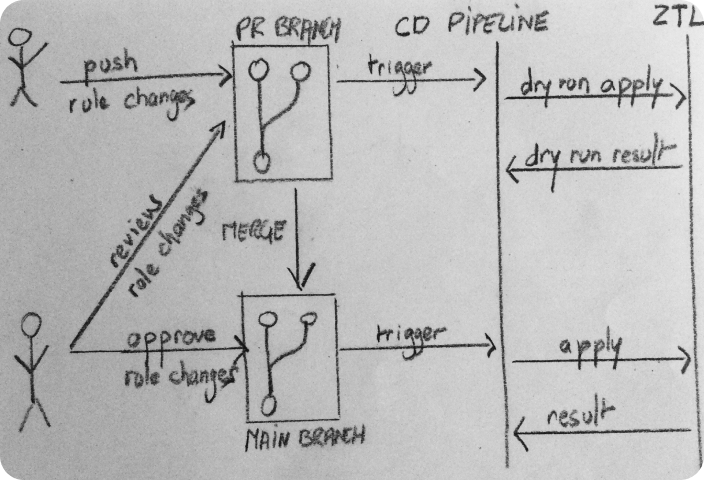 PR BRANCH
CD PIPELINE
ZTL
push
role changes
trigger
dry run apply
dry run result
reviews
role changes
MERGE
approve
role changes
trigger
apply
result
MAIN BRANCH